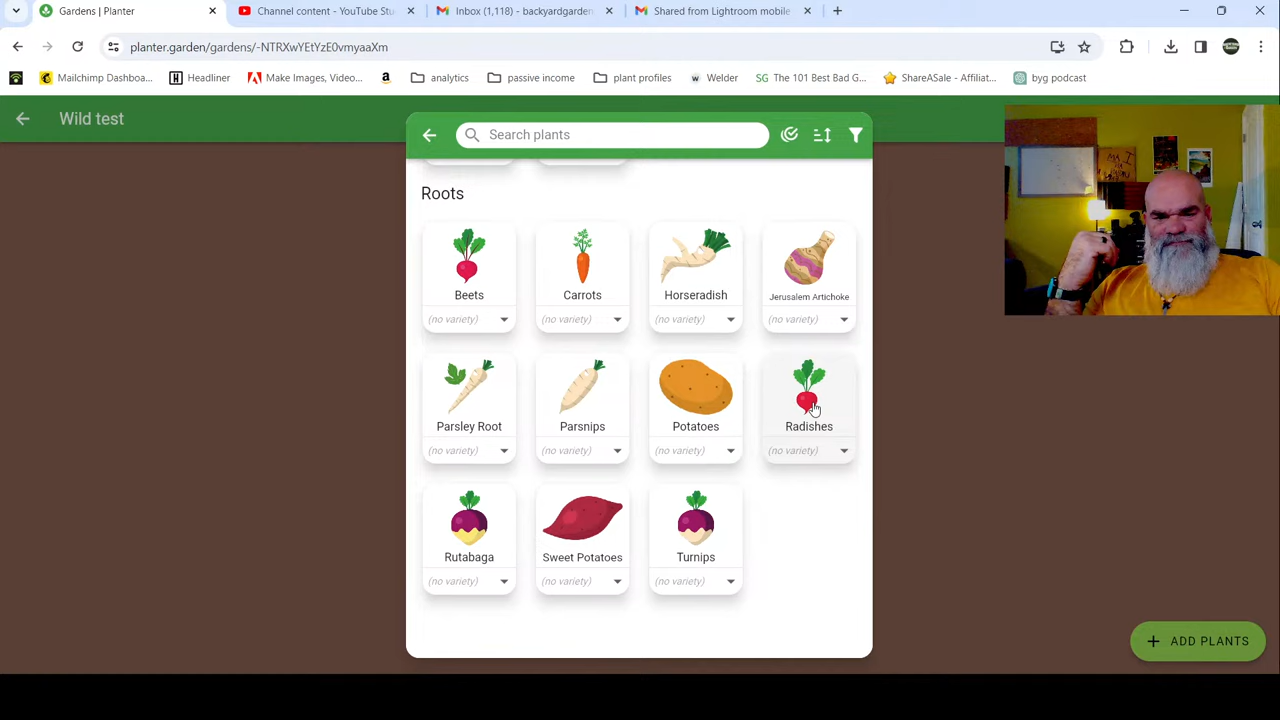 Gardens | Planter
Channel content - YouTube Stu
Inbox (1,118) - backyardgarden
Shared from Lightroom mobile
planter.garden/gardens/-NTRXwYEtYzE0vmyaaXm
Mailchimp Dashboa...
Headliner
Make Images, Video...
analytics
passive income
plant profiles
Welder
SG The 101 Best Bad G...
ShareASale - Affiliat...
byg podcast
Wild test
Search plants
Roots
Beets
Carrots
Horseradish
Jerusalem Artichoke
(no variety)
(no variety)
(no variety)
(no variety)
Parsley Root
Parsnips
Potatoes
Radishes
(no variety)
(no variety)
(no variety)
(no variety)
Rutabaga
Sweet Potatoes
Turnips
(no variety)
(no variety)
(no variety)
+ ADD PLANTS